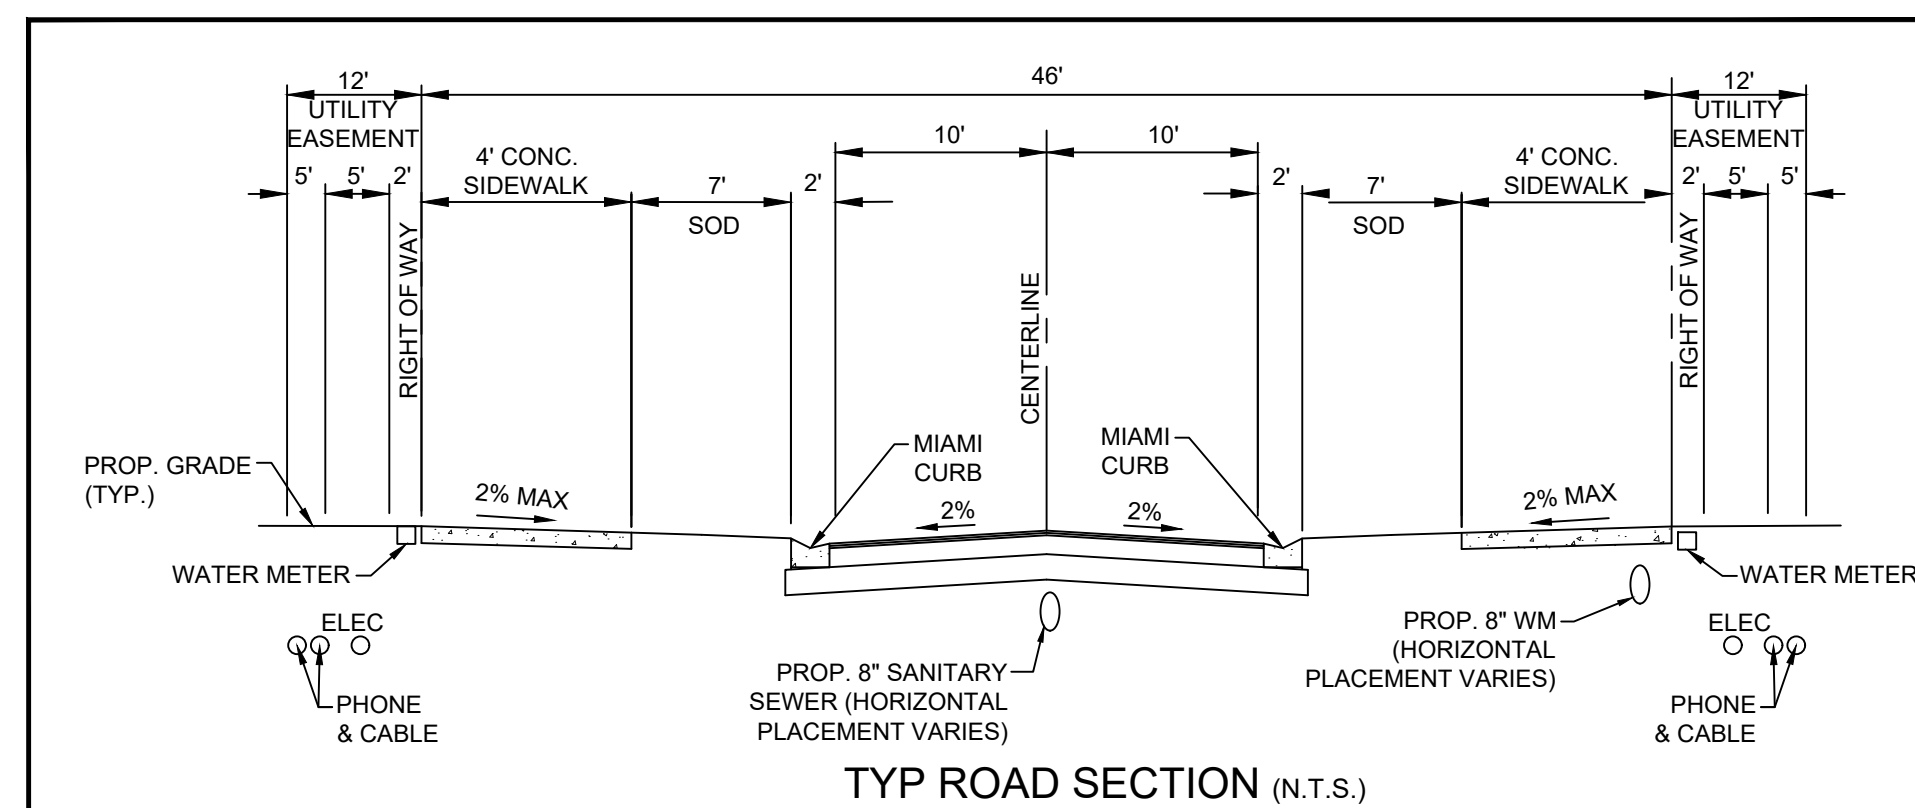 12'
46'
12'
UTILITY
EASEMENT
UTILITY
EASEMENT
10'
10'
5'
5'
2'
4' CONC.
SIDEWALK
7'
SOD
2'
2'
7'
SOD
4' CONC.
SIDEWALK
2'
5'
5'
RIGHT OF WAY
CENTERLINE
RIGHT OF WAY
PROP. GRADE
(TYP.)
2% MAX
MIAMI
CURB
MIAMI
CURB
2%
2%
2% MAX
WATER METER
WATER METER
ELEC
PHONE
& CABLE
PROP. 8" SANITARY
SEWER (HORIZONTAL
PLACEMENT VARIES)
PROP. 8" WM
(HORIZONTAL
PLACEMENT VARIES)
ELEC
PHONE
& CABLE
TYP ROAD SECTION (N.T.S.)